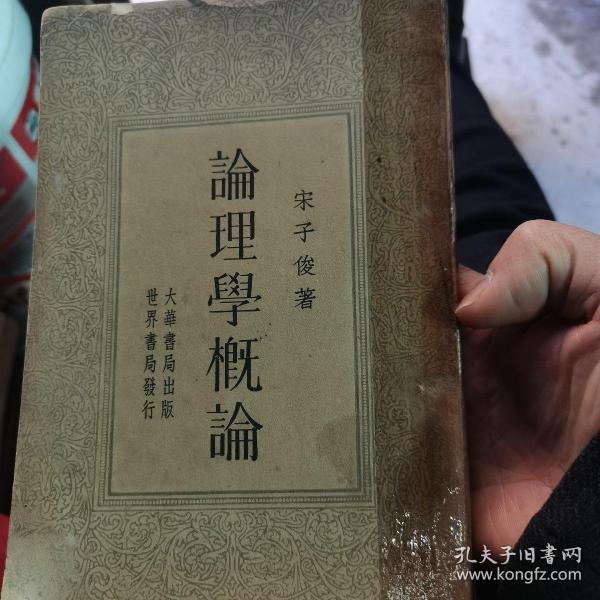 宋子俊著
論理學概論
大華書局出版
世界書局發行
孔夫子旧書网
www.kongfz.com